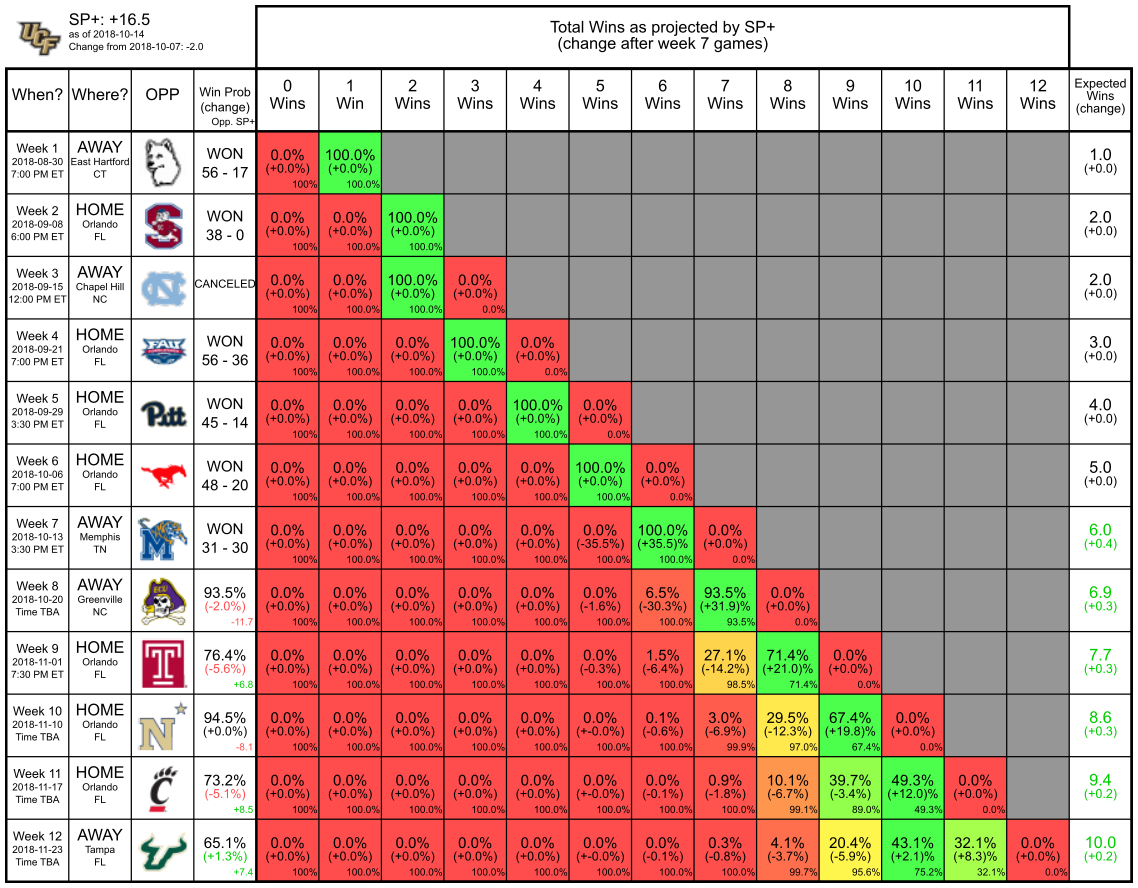 UCF
SP+: +16.5
as of 2018-10-14
Change from 2018-10-07: -2.0
Total Wins as projected by SP+
(change after week 7 games)
When? Where? OPP Win Prob (change) Opp. SP+ 0 Wins 1 Win 2 Wins 3 Wins 4 Wins 5 Wins 6 Wins 7 Wins 8 Wins 9 Wins 10 Wins 11 Wins 12 Wins Expected Wins (change)
Week 1 AWAY WON 0.0% 100.0% 1.0
2018-08-30 East Hartford 56 - 17 (+0.0%) (+0.0%) (+0.0)
7:00 PM ET CT 100% 100.0%
Week 2 HOME WON 0.0% 0.0% 100.0% 2.0
2018-09-08 Orlando 38 - 0 (+0.0%) (+0.0%) (+0.0%) (+0.0)
6:00 PM ET FL 100% 100.0% 100.0%
Week 3 AWAY CANCELED 0.0% 0.0% 100.0% 0.0% 2.0
2018-09-15 Chapel Hill (+0.0%) (+0.0%) (+0.0%) (+0.0%) (+0.0)
12:00 PM ET NC 100% 100.0% 100.0% 0.0%
Week 4 HOME FAU WON 0.0% 0.0% 0.0% 100.0% 0.0% 3.0
2018-09-21 Orlando 56 - 36 (+0.0%) (+0.0%) (+0.0%) (+0.0%) (+0.0%) (+0.0)
7:00 PM ET FL 100% 100.0% 100.0% 100.0% 0.0%
Week 5 HOME Pitt WON 0.0% 0.0% 0.0% 0.0% 100.0% 0.0% 4.0
2018-09-29 Orlando 45 - 14 (+0.0%) (+0.0%) (+0.0%) (+0.0%) (+0.0%) (+0.0%) (+0.0)
3:30 PM ET FL 100% 100.0% 100.0% 100.0% 100.0% 0.0%
Week 6 HOME WON 0.0% 0.0% 0.0% 0.0% 0.0% 100.0% 0.0% 5.0
2018-10-06 Orlando 48 - 20 (+0.0%) (+0.0%) (+0.0%) (+0.0%) (+0.0%) (+0.0%) (+0.0%) (+0.0)
7:00 PM ET FL 100% 100.0% 100.0% 100.0% 100.0% 100.0% 0.0%
Week 7 AWAY M WON 0.0% 0.0% 0.0% 0.0% 0.0% 0.0% 100.0% 0.0% 6.0
2018-10-13 Memphis 31 - 30 (+0.0%) (+0.0%) (+0.0%) (+0.0%) (+0.0%) (-35.5%) (+35.5)% (+0.0%) (+0.4)
3:30 PM ET TN 100% 100.0% 100.0% 100.0% 100.0% 100.0% 100.0% 0.0%
Week 8 AWAY ECU 93.5% 0.0% 0.0% 0.0% 0.0% 0.0% 0.0% 6.5% 93.5% 0.0% 6.9
2018-10-20 Greenville (-2.0%) (+0.0%) (+0.0%) (+0.0%) (+0.0%) (+0.0%) (-1.6%) (-30.3%) (+31.9)% (+0.0%) (+0.3)
Time TBA NC -11.7 100% 100.0% 100.0% 100.0% 100.0% 100.0% 100.0% 93.5% 0.0%
Week 9 HOME T 76.4% 0.0% 0.0% 0.0% 0.0% 0.0% 0.0% 1.5% 27.1% 71.4% 0.0% 7.7
2018-11-01 Orlando (-5.6%) (+0.0%) (+0.0%) (+0.0%) (+0.0%) (+0.0%) (-0.3%) (-6.4%) (-14.2%) (+21.0)% (+0.0%) (+0.3)
7:30 PM ET FL +6.8 100% 100.0% 100.0% 100.0% 100.0% 100.0% 100.0% 98.5% 71.4% 0.0%
Week 10 HOME N 94.5% 0.0% 0.0% 0.0% 0.0% 0.0% 0.0% 0.1% 3.0% 29.5% 67.4% 0.0% 8.6
2018-11-10 Orlando (+0.0%) (+0.0%) (+0.0%) (+0.0%) (+0.0%) (+0.0%) (+-0.0%) (-0.6%) (-6.9%) (-12.3%) (+19.8)% (+0.0%) (+0.3)
Time TBA FL -8.1 100% 100.0% 100.0% 100.0% 100.0% 100.0% 100.0% 99.9% 97.0% 67.4% 0.0%
Week 11 HOME C 73.2% 0.0% 0.0% 0.0% 0.0% 0.0% 0.0% 0.0% 0.9% 10.1% 39.7% 49.3% 0.0% 9.4
2018-11-17 Orlando (-5.1%) (+0.0%) (+0.0%) (+0.0%) (+0.0%) (+0.0%) (+-0.0%) (-0.1%) (-1.8%) (-6.7%) (-3.4%) (+12.0)% (+0.0%) (+0.2)
Time TBA FL +8.5 100% 100.0% 100.0% 100.0% 100.0% 100.0% 100.0% 100.0% 99.1% 89.0% 49.3% 0.0%
Week 12 AWAY 65.1% 0.0% 0.0% 0.0% 0.0% 0.0% 0.0% 0.0% 0.3% 4.1% 20.4% 43.1% 32.1% 0.0% 10.0
2018-11-23 Tampa (+1.3%) (+0.0%) (+0.0%) (+0.0%) (+0.0%) (+0.0%) (+-0.0%) (-0.1%) (-0.8%) (-3.7%) (-5.9%) (+2.1)% (+8.3)% (+0.0%) (+0.2)
Time TBA FL +7.4 100% 100.0% 100.0% 100.0% 100.0% 100.0% 100.0% 100.0% 99.7% 95.6% 75.2% 32.1% 0.0%